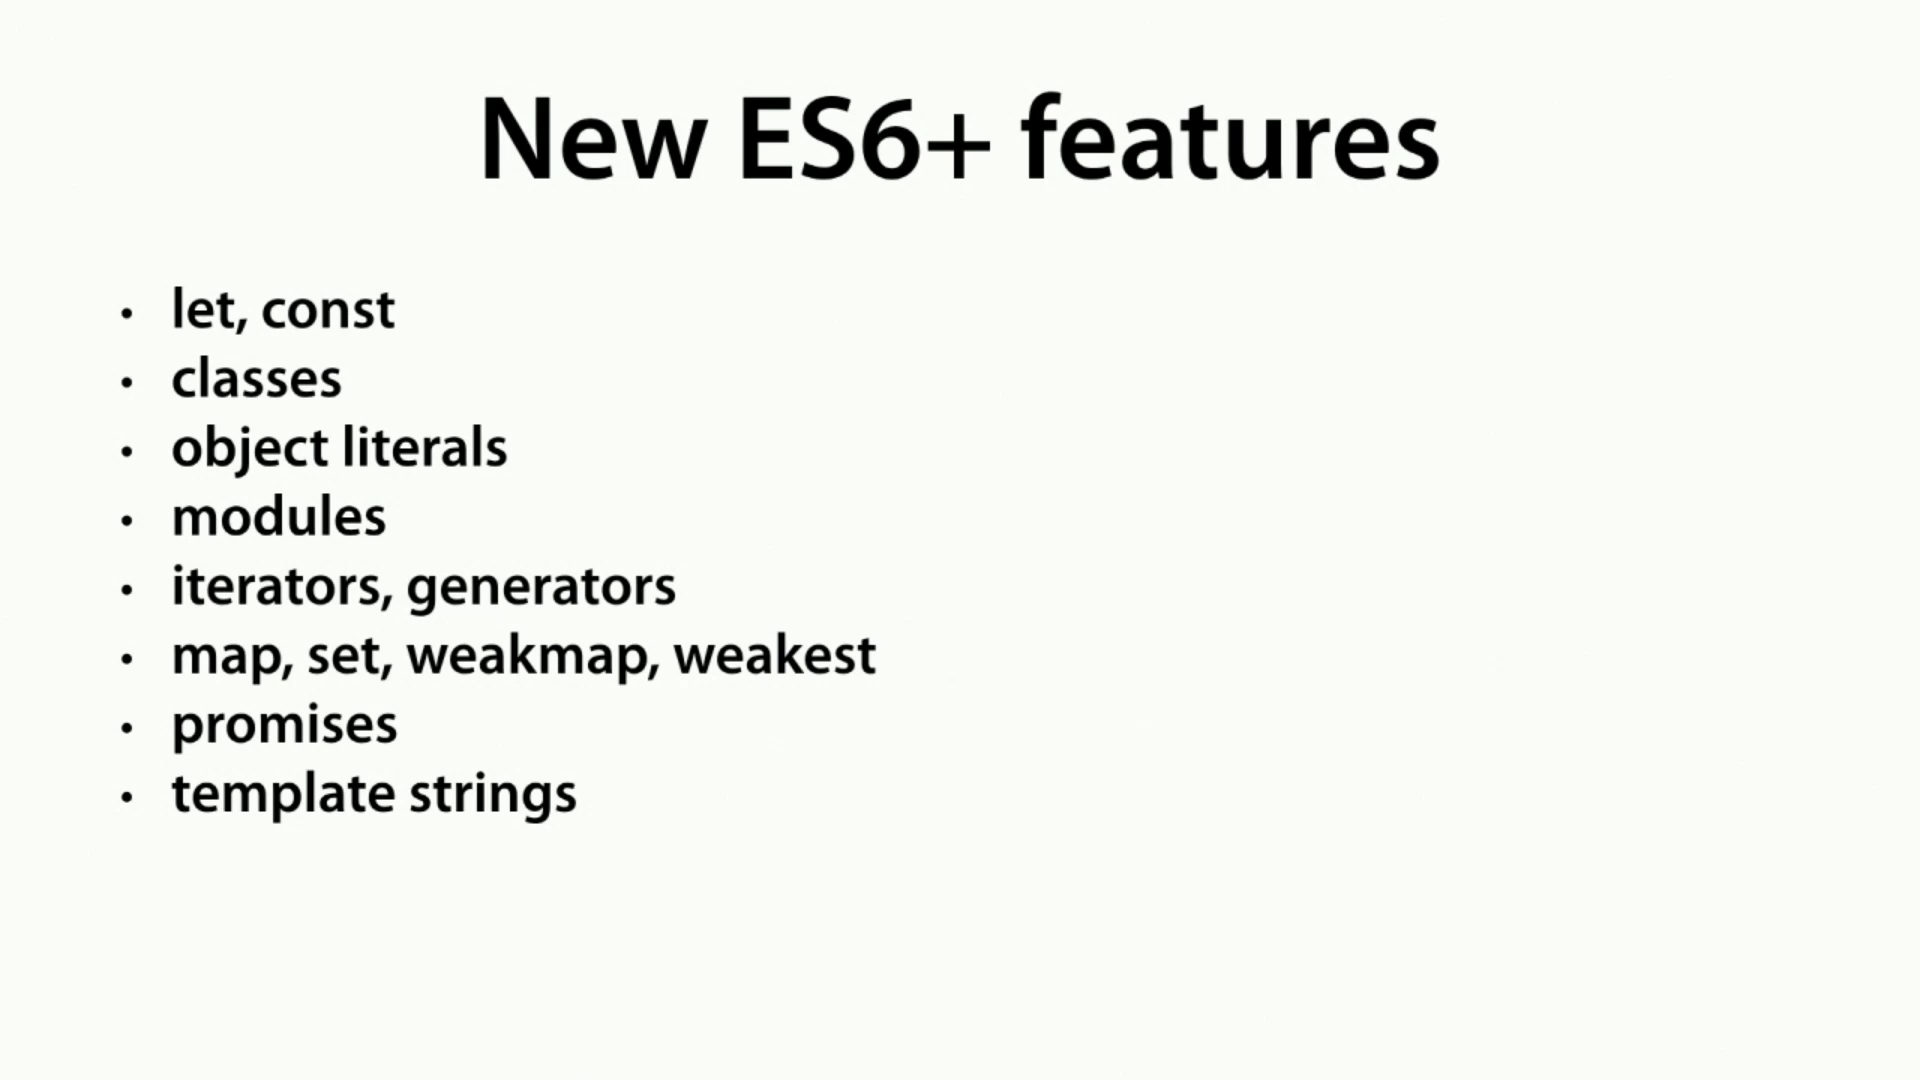 New ES6+ features
• let, const
• classes
• object literals
• modules
• iterators, generators
• map, set, weakmap, weakest
• promises
• template strings